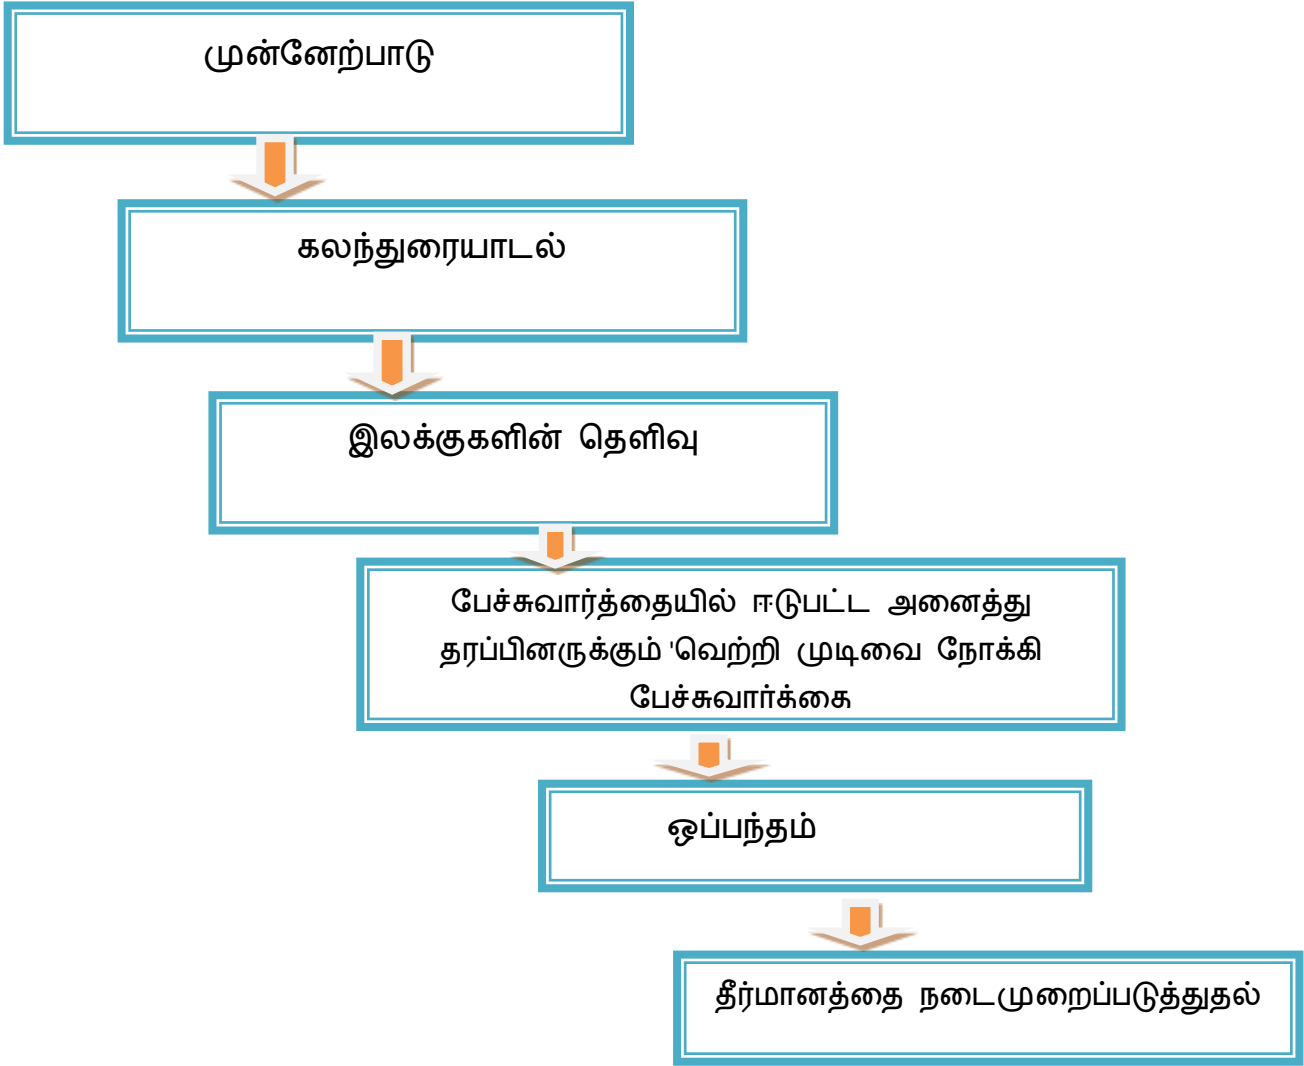 முன்னேற்பாடு
கலந்துரையாடல்
இலக்குகளின் தெளிவு
பேச்சுவார்த்தையில் ஈடுபட்ட அனைத்து
தரப்பினருக்கும் 'வெற்றி முடிவை நோக்கி
பேச்சுவார்க்கை
ஒப்பந்தம்
தீர்மானத்தை நடைமுறைப்படுத்துதல்